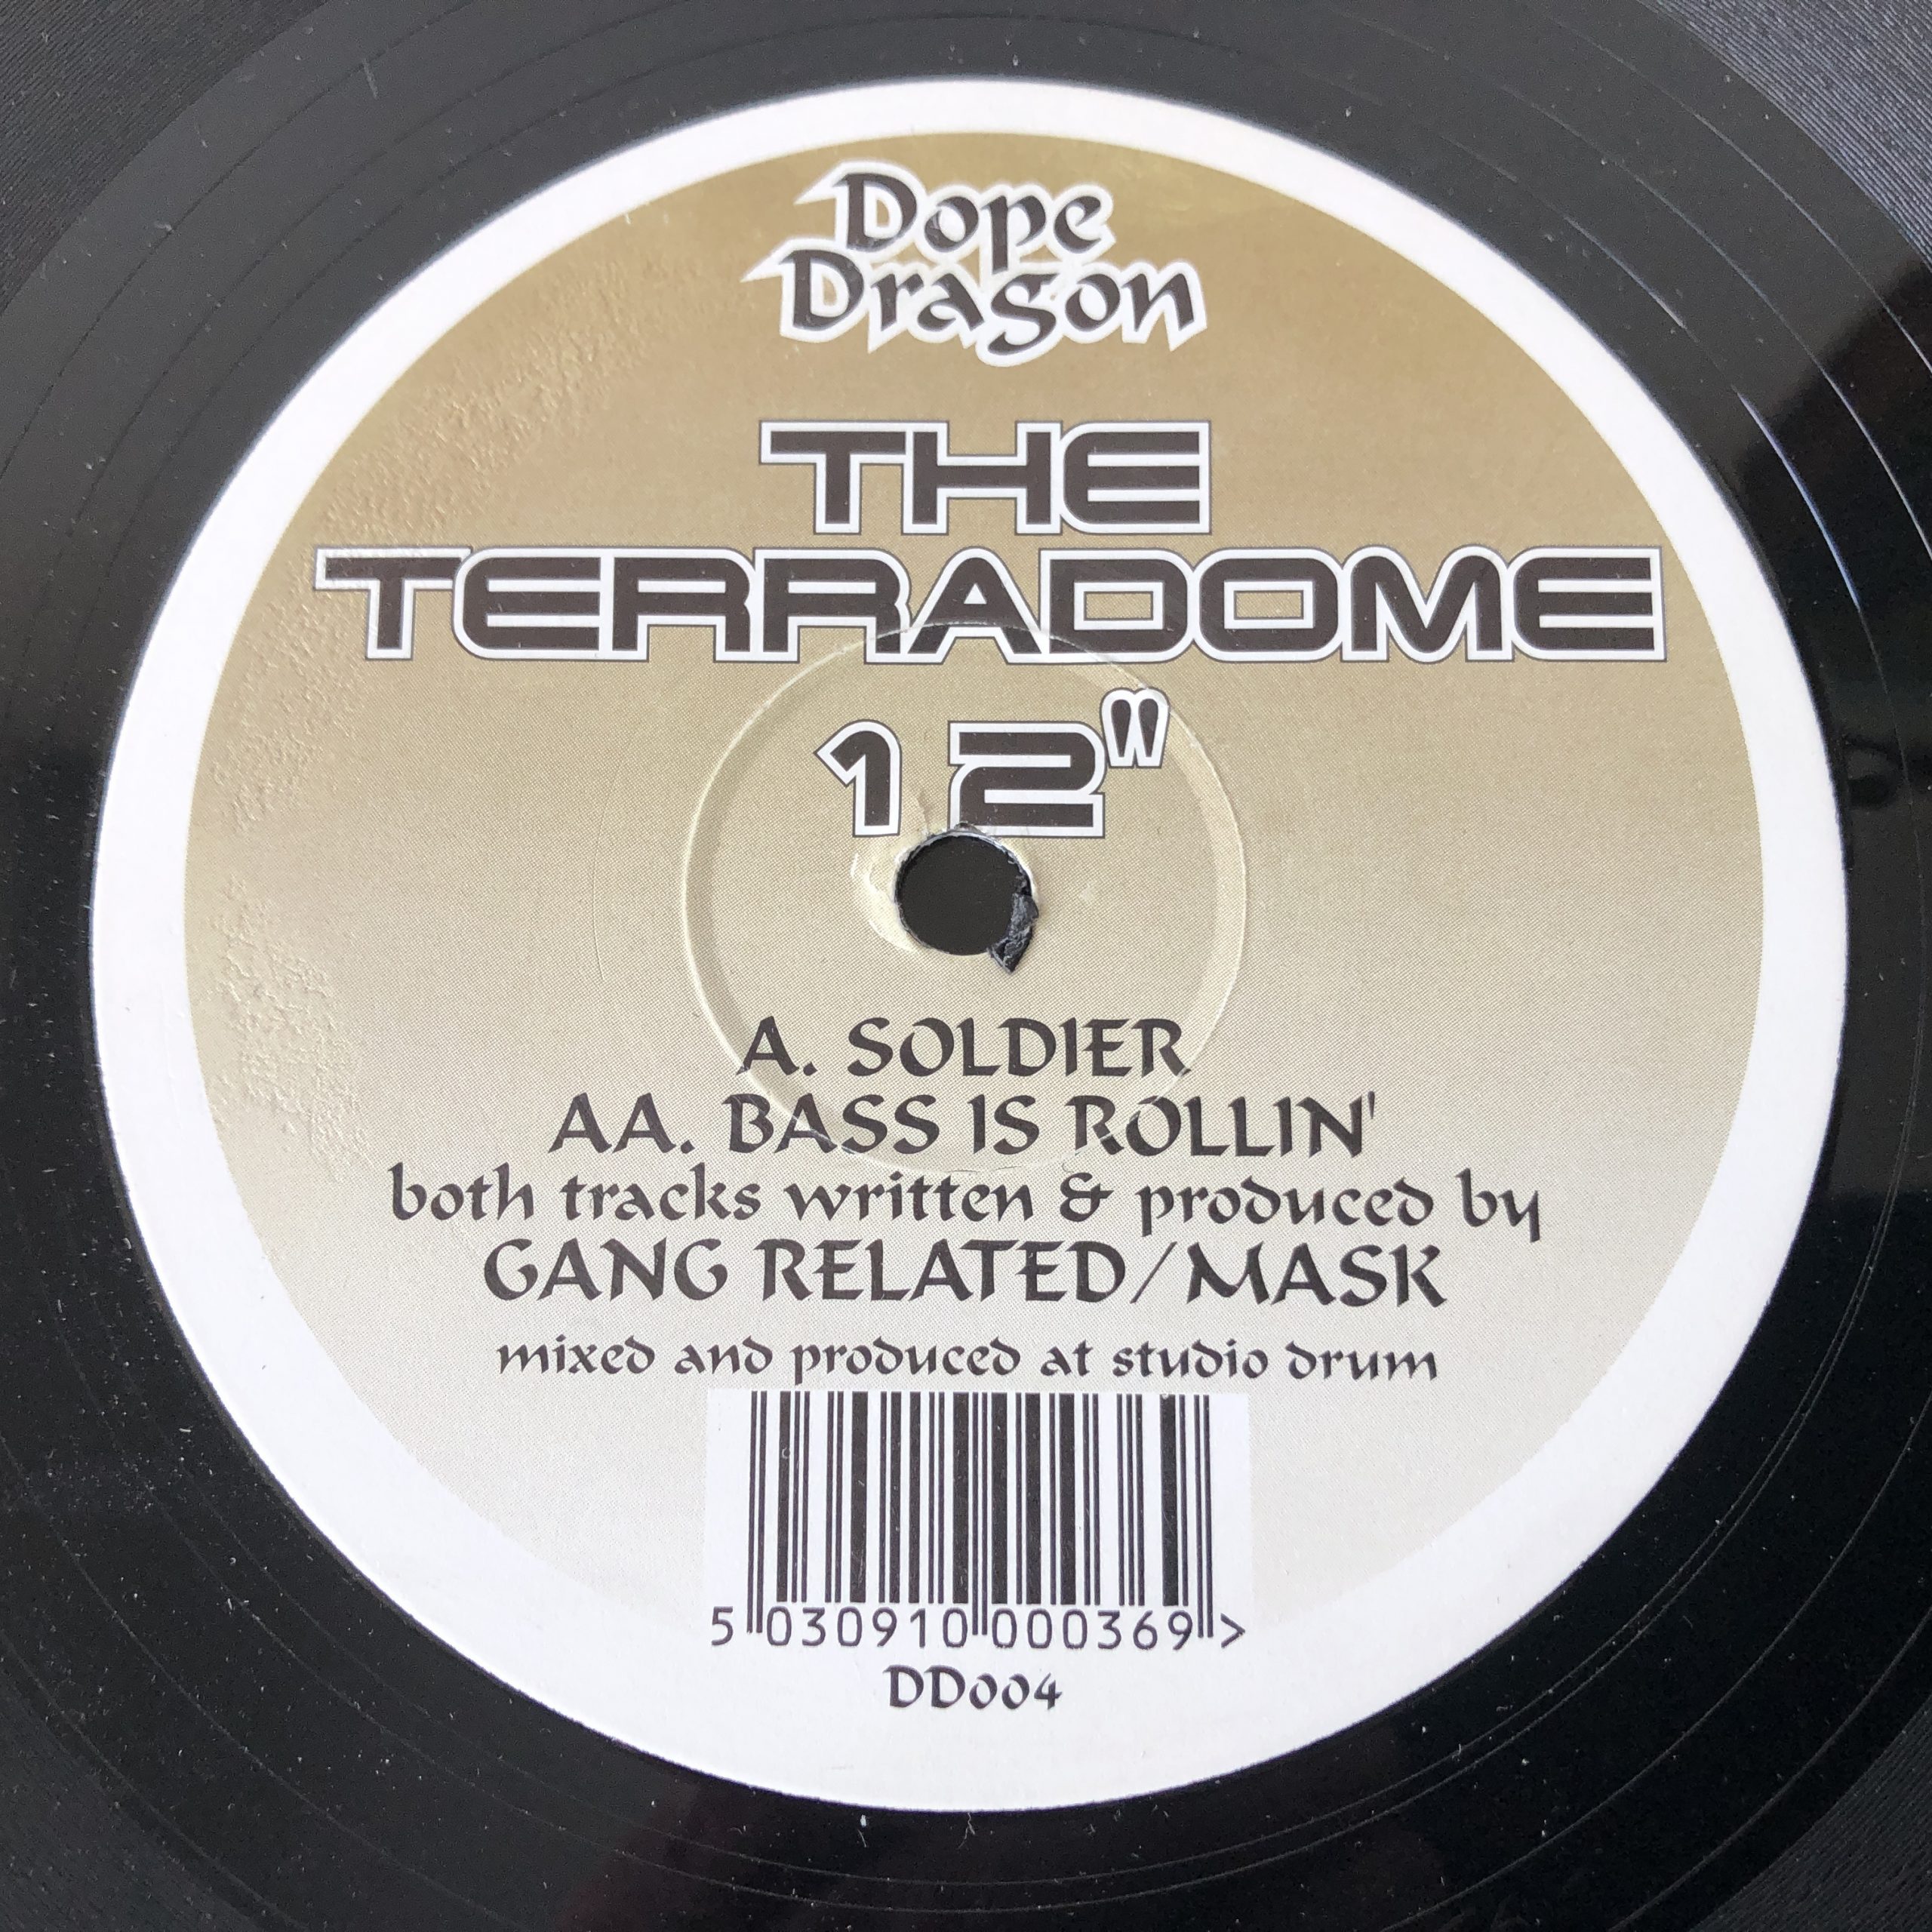 Dope
Dragon
THE
TERRADOME
12"
A. SOLDIER
AA. BASS IS ROLLIN'
both tracks written & produced by
GANG RELATED/MASK
mixed and produced at studio drum
5 030910 000369 >
DD004